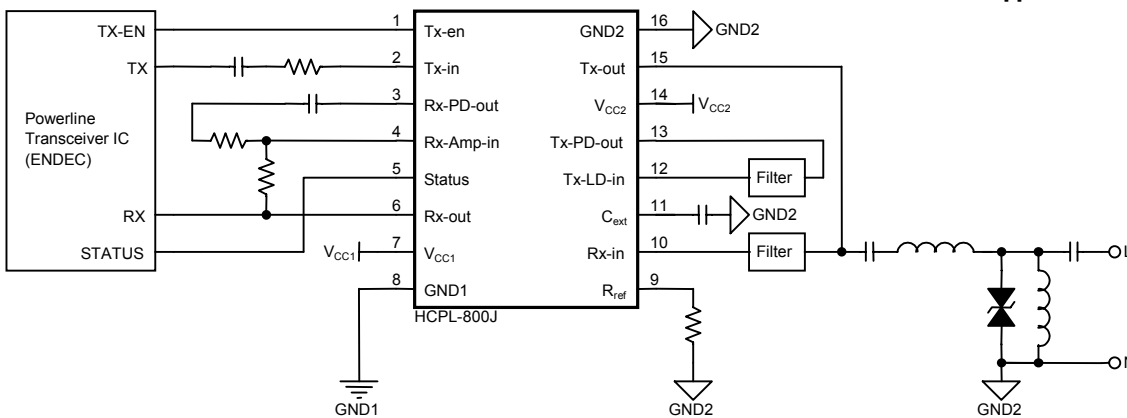 TX-EN
TX
Powerline
Transceiver IC
(ENDEC)
RX
STATUS
1
2
3
4
5
6
7
8
VCC1
GND1
Tx-en
Tx-in
Rx-PD-out
Rx-Amp-in
Status
Rx-out
VCC1
GND1
HCPL-800J
GND2
Tx-out
VCC2
Tx-PD-out
Tx-LD-in
Cext
Rx-in
Rref
16
15
14
13
12
11
10
9
GND2
VCC2
Filter
GND2
Filter
GND2
GND2
L